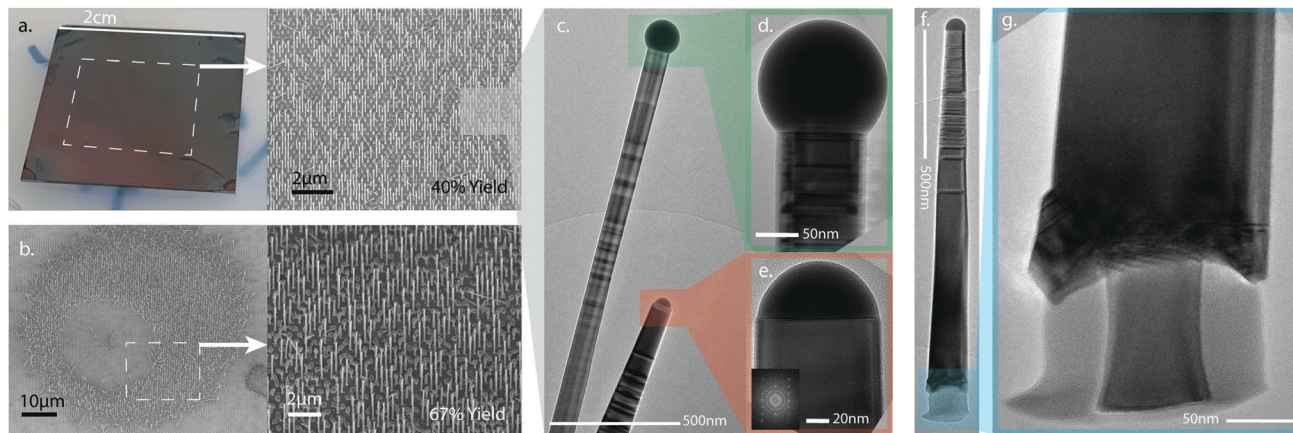 a.
2cm
2µm
40% Yield
b.
10µm
2µm
67% Yield
c.
500nm
d.
50nm
e.
20nm
f.
500nm
g.
50nm